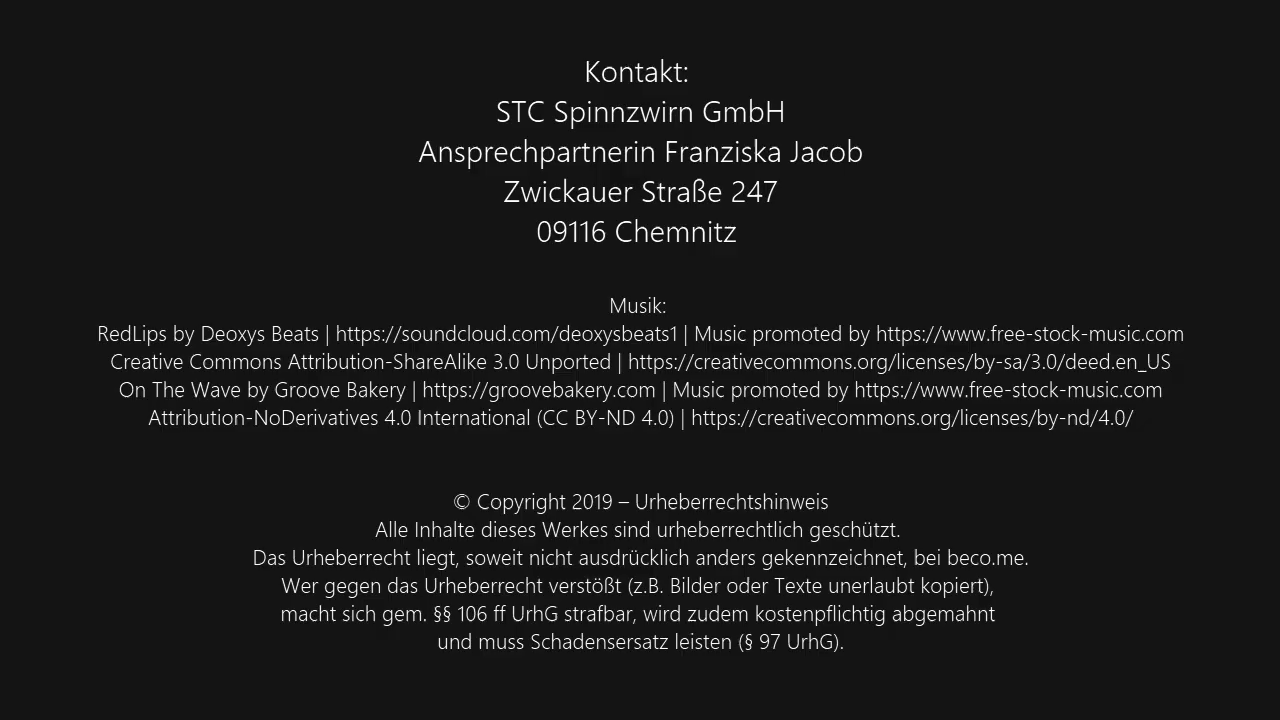 Kontakt:
STC Spinnzwirn GmbH
Ansprechpartnerin Franziska Jacob
Zwickauer Straße 247
09116 Chemnitz
Musik:
RedLips by Deoxys Beats | https://soundcloud.com/deoxysbeats1 | Music promoted by https://www.free-stock-music.com
Creative Commons Attribution-ShareAlike 3.0 Unported | https://creativecommons.org/licenses/by-sa/3.0/deed.en_US
On The Wave by Groove Bakery | https://groovebakery.com | Music promoted by https://www.free-stock-music.com
Attribution-NoDerivatives 4.0 International (CC BY-ND 4.0) | https://creativecommons.org/licenses/by-nd/4.0/
© Copyright 2019 – Urheberrechtshinweis
Alle Inhalte dieses Werkes sind urheberrechtlich geschützt.
Das Urheberrecht liegt, soweit nicht ausdrücklich anders gekennzeichnet, bei beco.me.
Wer gegen das Urheberrecht verstößt (z.B. Bilder oder Texte unerlaubt kopiert),
macht sich gem. §§ 106 ff UrhG strafbar, wird zudem kostenpflichtig abgemahnt
und muss Schadensersatz leisten (§ 97 UrhG).